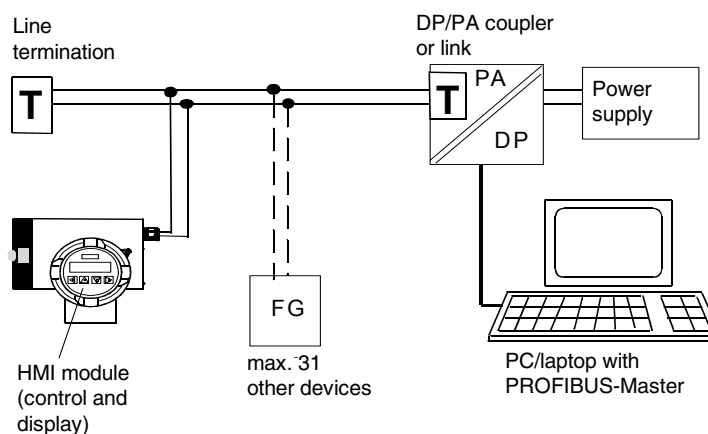 Line
termination
DP/PA coupler
or link
T
T
PA
DP
Power
supply
FG
max. 31
other devices
HMI module
(control and
display)
PC/laptop with
PROFIBUS-Master